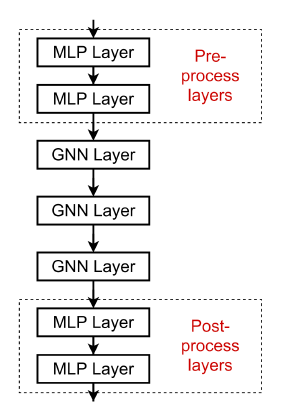 MLP Layer
MLP Layer
Pre-
process
layers
GNN Layer
GNN Layer
GNN Layer
MLP Layer
MLP Layer
Post-
process
layers